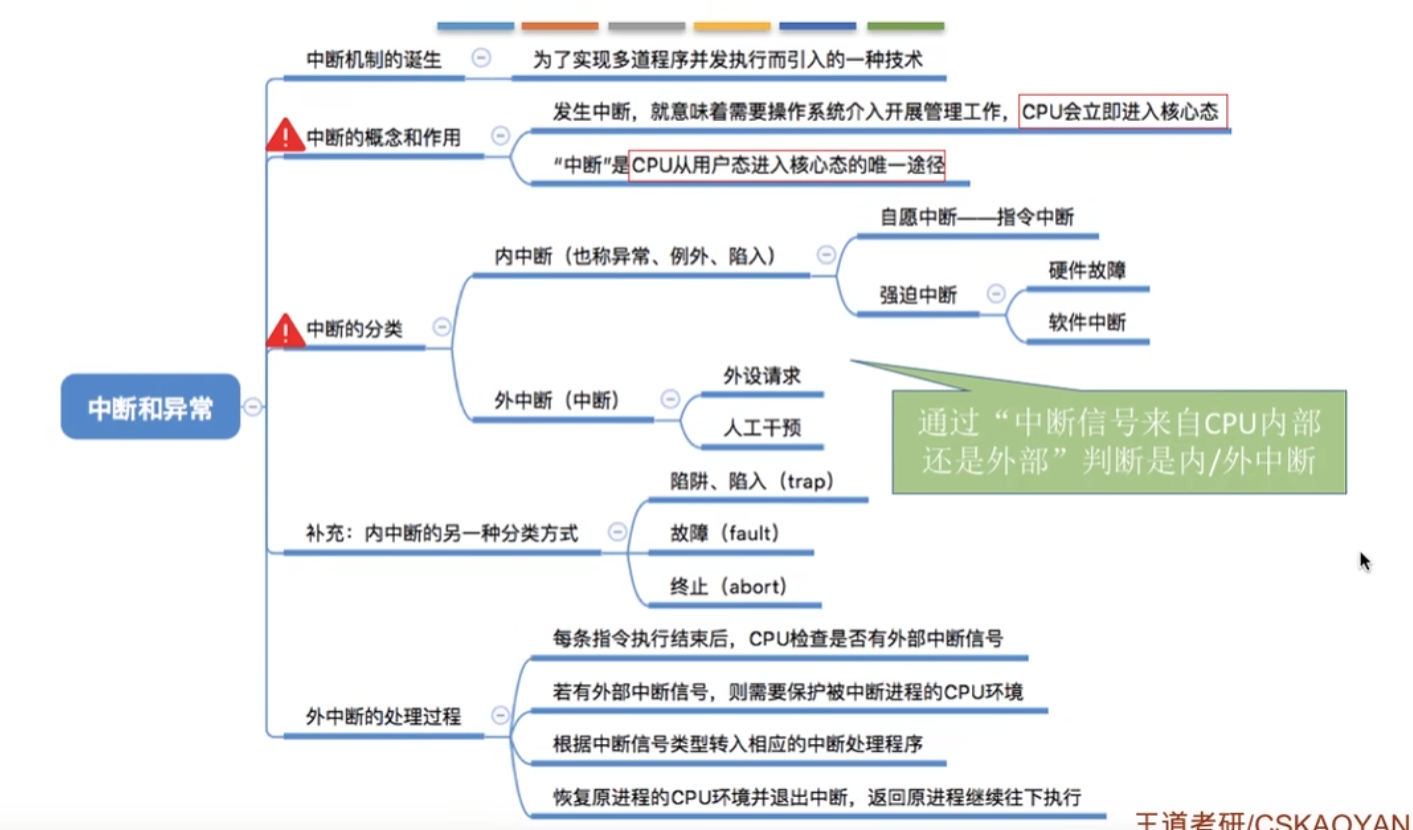 中断机制的诞生
为了实现多道程序并发执行而引入的一种技术
发生中断，就意味着需要操作系统介入开展管理工作，CPU会立即进入核心态
中断的概念和作用
“中断”是CPU从用户态进入核心态的唯一途径
自愿中断——指令中断
内中断（也称异常、例外、陷入）
硬件故障
强迫中断
软件中断
中断的分类
外设请求
外中断（中断）
人工干预
通过“中断信号来自CPU内部
还是外部”判断是内/外中断
中断和异常
陷阱、陷入（trap）
补充：内中断的另一种分类方式
故障（fault）
终止（abort）
每条指令执行结束后，CPU检查是否有外部中断信号
若有外部中断信号，则需要保护被中断进程的CPU环境
外中断的处理过程
根据中断信号类型转入相应的中断处理程序
恢复原进程的CPU环境并退出中断，返回原进程继续往下执行
王道考研/CSKAOYAN